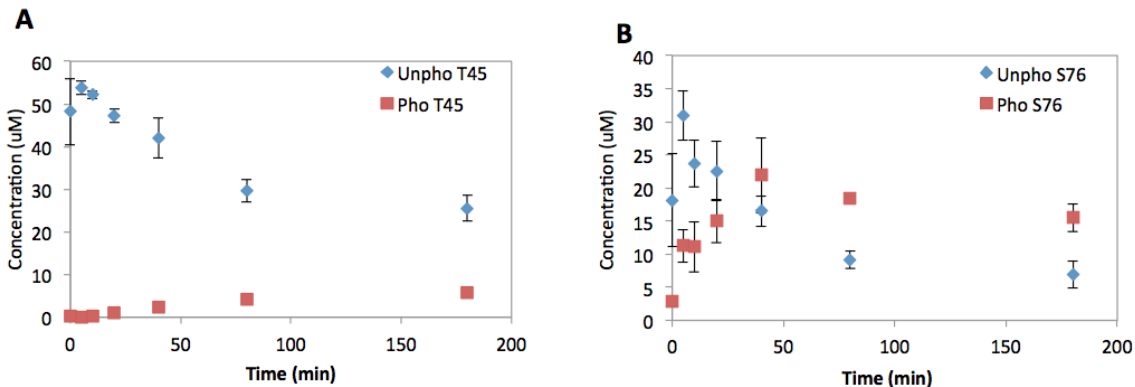 A
Concentration (uM)
60
50
40
30
20
10
0
Unpho T45
Pho T45
0 50 100 150 200
Time (min)
B
Concentration (uM)
40
35
30
25
20
15
10
5
0
Unpho S76
Pho S76
0 50 100 150 200
Time (min)